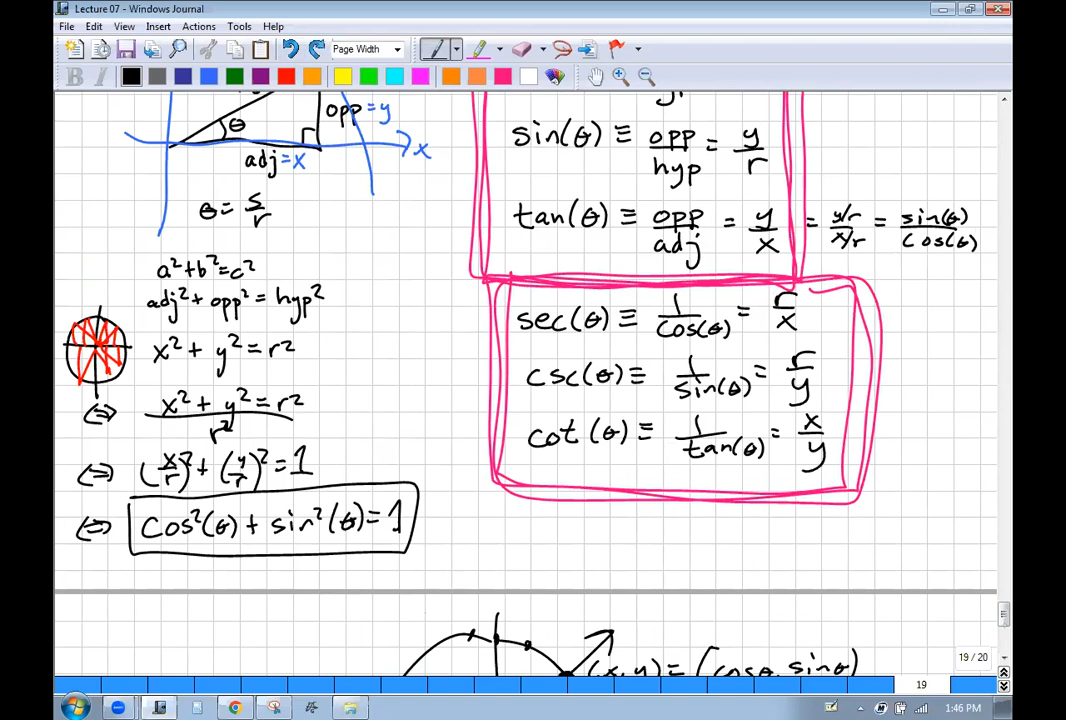 Lecture 07 - Windows Journal
File Edit View Insert Actions Tools Help
Page Width
B I
θ
opp = y
adj = x
x
θ = s/r
a² + b² = c²
adj² + opp² = hyp²
x² + y² = r²
⇔ x² + y² = r² / r²
⇔ (x/r)² + (y/r)² = 1
⇔ cos²(θ) + sin²(θ) = 1
sin(θ) ≡ opp/hyp = y/r
tan(θ) ≡ opp/adj = y/x = y/r / x/r = sin(θ)/cos(θ)
sec(θ) ≡ 1/cos(θ) = r/x
csc(θ) ≡ 1/sin(θ) = r/y
cot(θ) ≡ 1/tan(θ) = x/y
(x,y) = (cosθ, sinθ)
19 / 20
19
1:46 PM